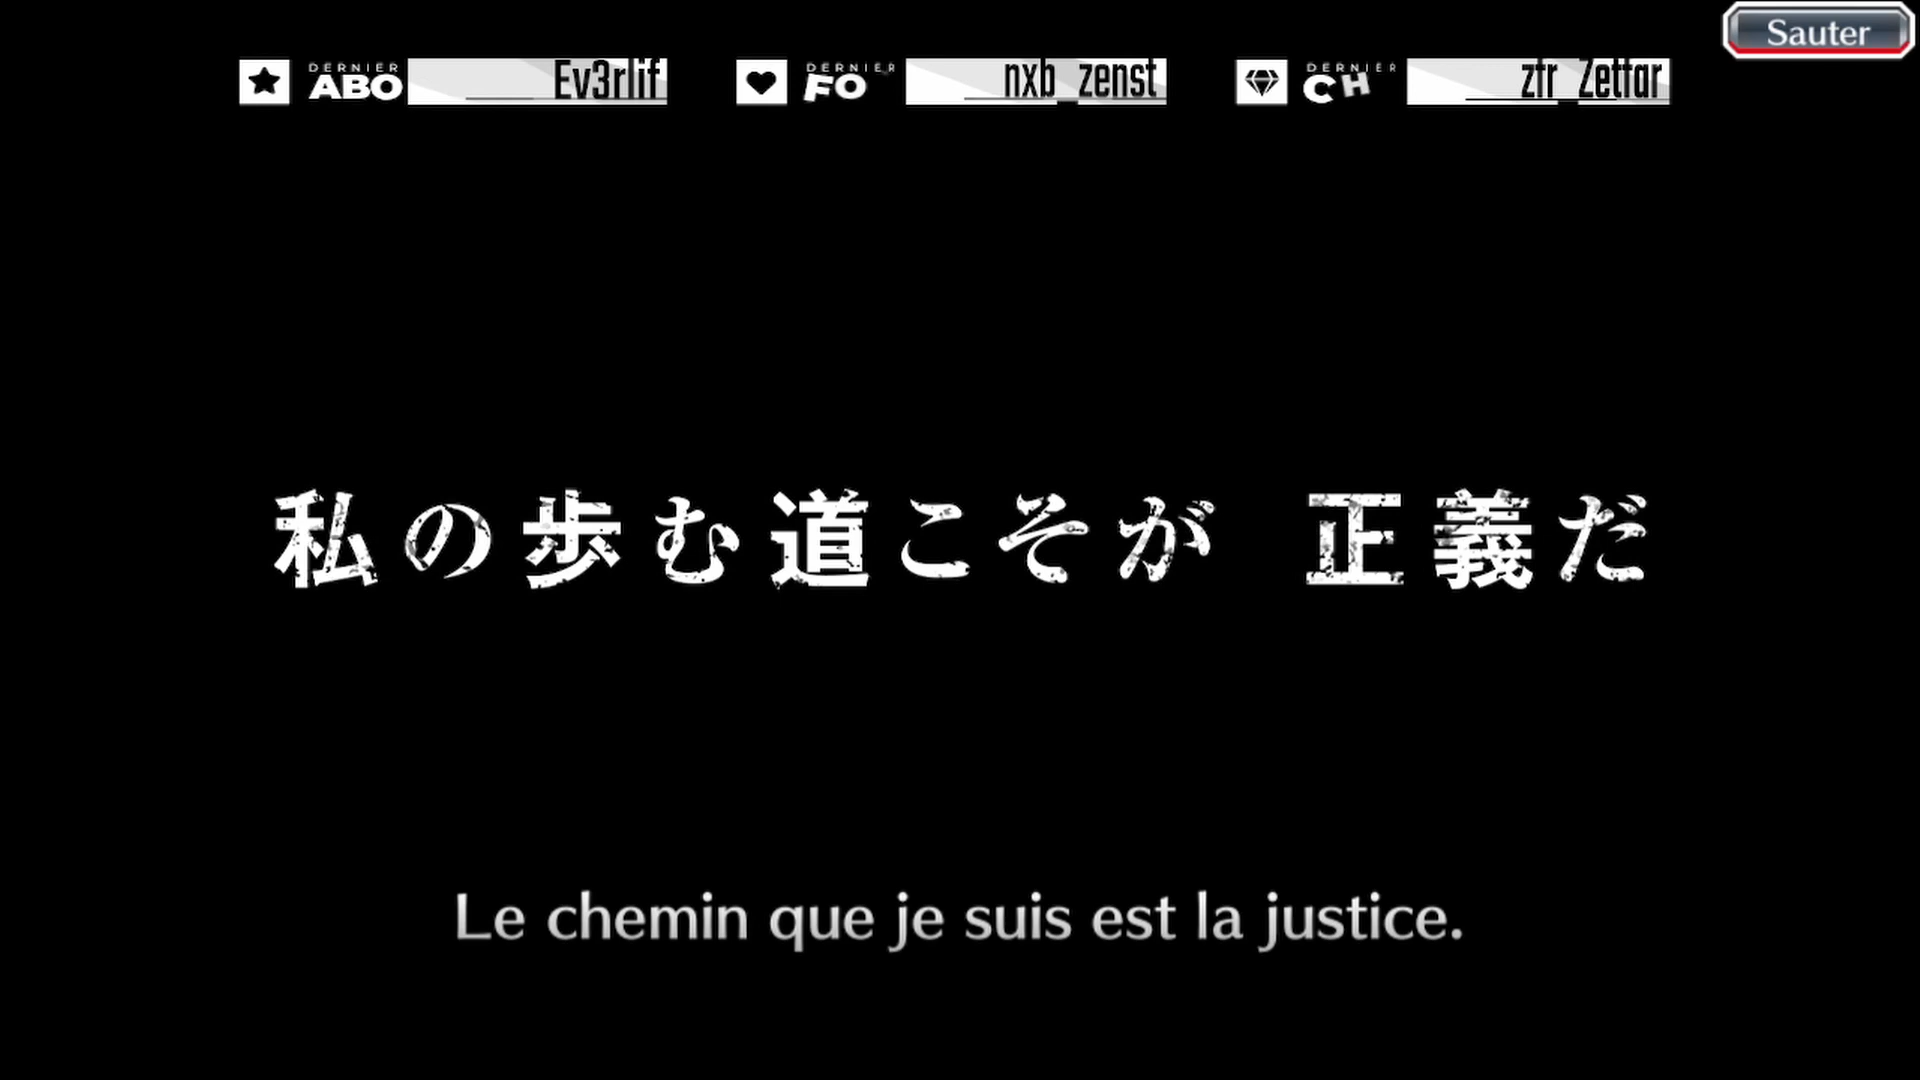 Sauter
DERNIER
ABO
Ev3rlif
DERNIER
FO
nxb_zenst
DERNIER
CH
ztr_Zettar
私の歩む道こそが 正義だ
Le chemin que je suis est la justice.